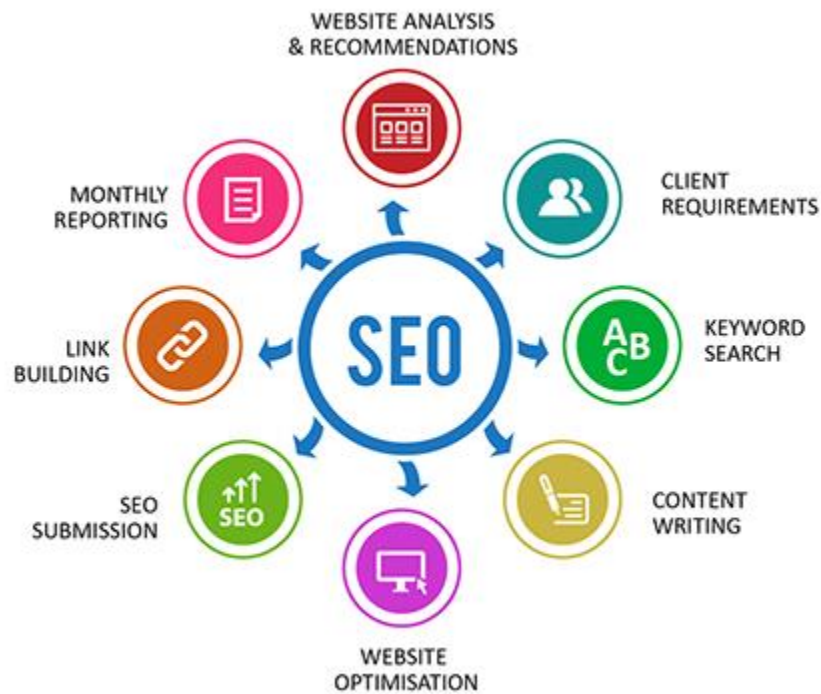 WEBSITE ANALYSIS
& RECOMMENDATIONS
CLIENT
REQUIREMENTS
KEYWORD
SEARCH
CONTENT
WRITING
WEBSITE
OPTIMISATION
SEO
SUBMISSION
LINK
BUILDING
MONTHLY
REPORTING
SEO
A
B
C
SEO